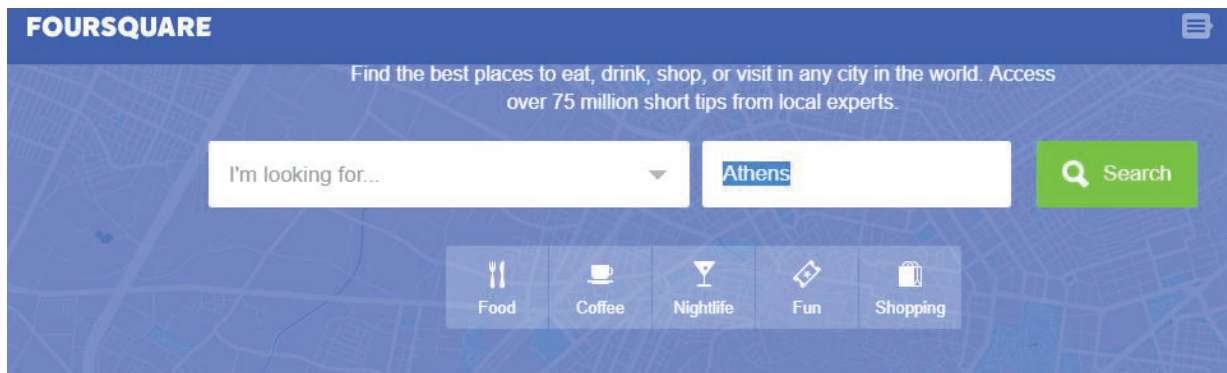 FOURSQUARE
Find the best places to eat, drink, shop, or visit in any city in the world. Access
over 75 million short tips from local experts.
I'm looking for...
Athens
Search
Food
Coffee
Nightlife
Fun
Shopping